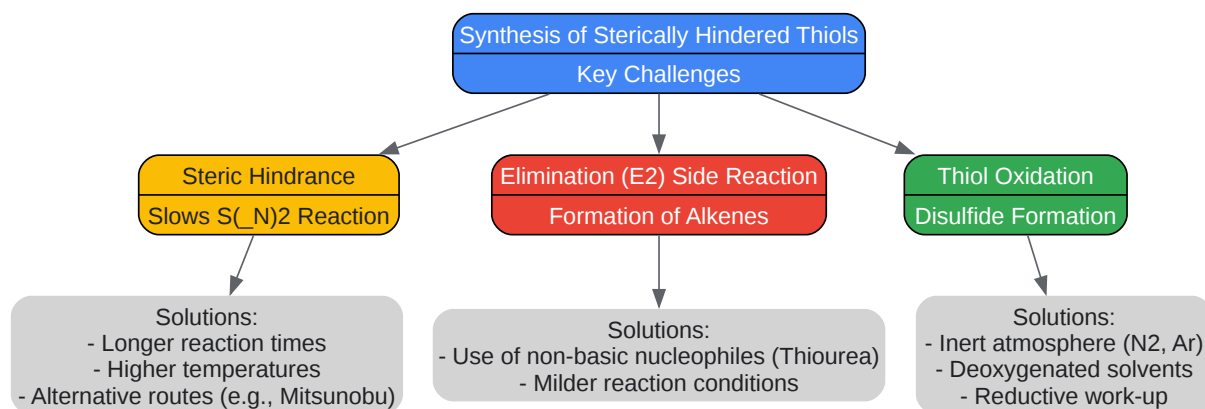 Synthesis of Sterically Hindered Thiols
Key Challenges
Steric Hindrance
Slows S(_N)2 Reaction
Elimination (E2) Side Reaction
Formation of Alkenes
Thiol Oxidation
Disulfide Formation
Solutions:
- Longer reaction times
- Higher temperatures
- Alternative routes (e.g., Mitsunobu)
Solutions:
- Use of non-basic nucleophiles (Thiourea)
- Milder reaction conditions
Solutions:
- Inert atmosphere (N2, Ar)
- Deoxygenated solvents
- Reductive work-up